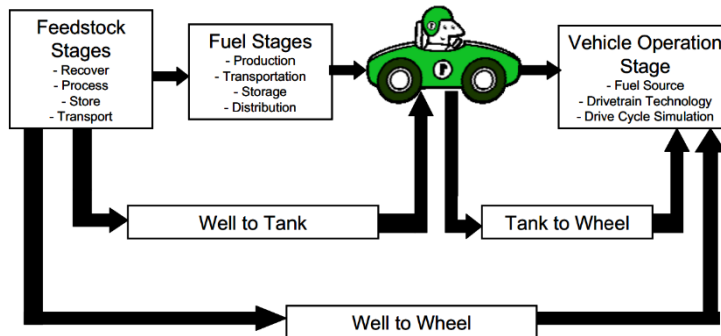 Feedstock
Stages
- Recover
- Process
- Store
- Transport
Fuel Stages
- Production
- Transportation
- Storage
- Distribution
Vehicle Operation
Stage
- Fuel Source
- Drivetrain Technology
- Drive Cycle Simulation
Well to Tank
Tank to Wheel
Well to Wheel